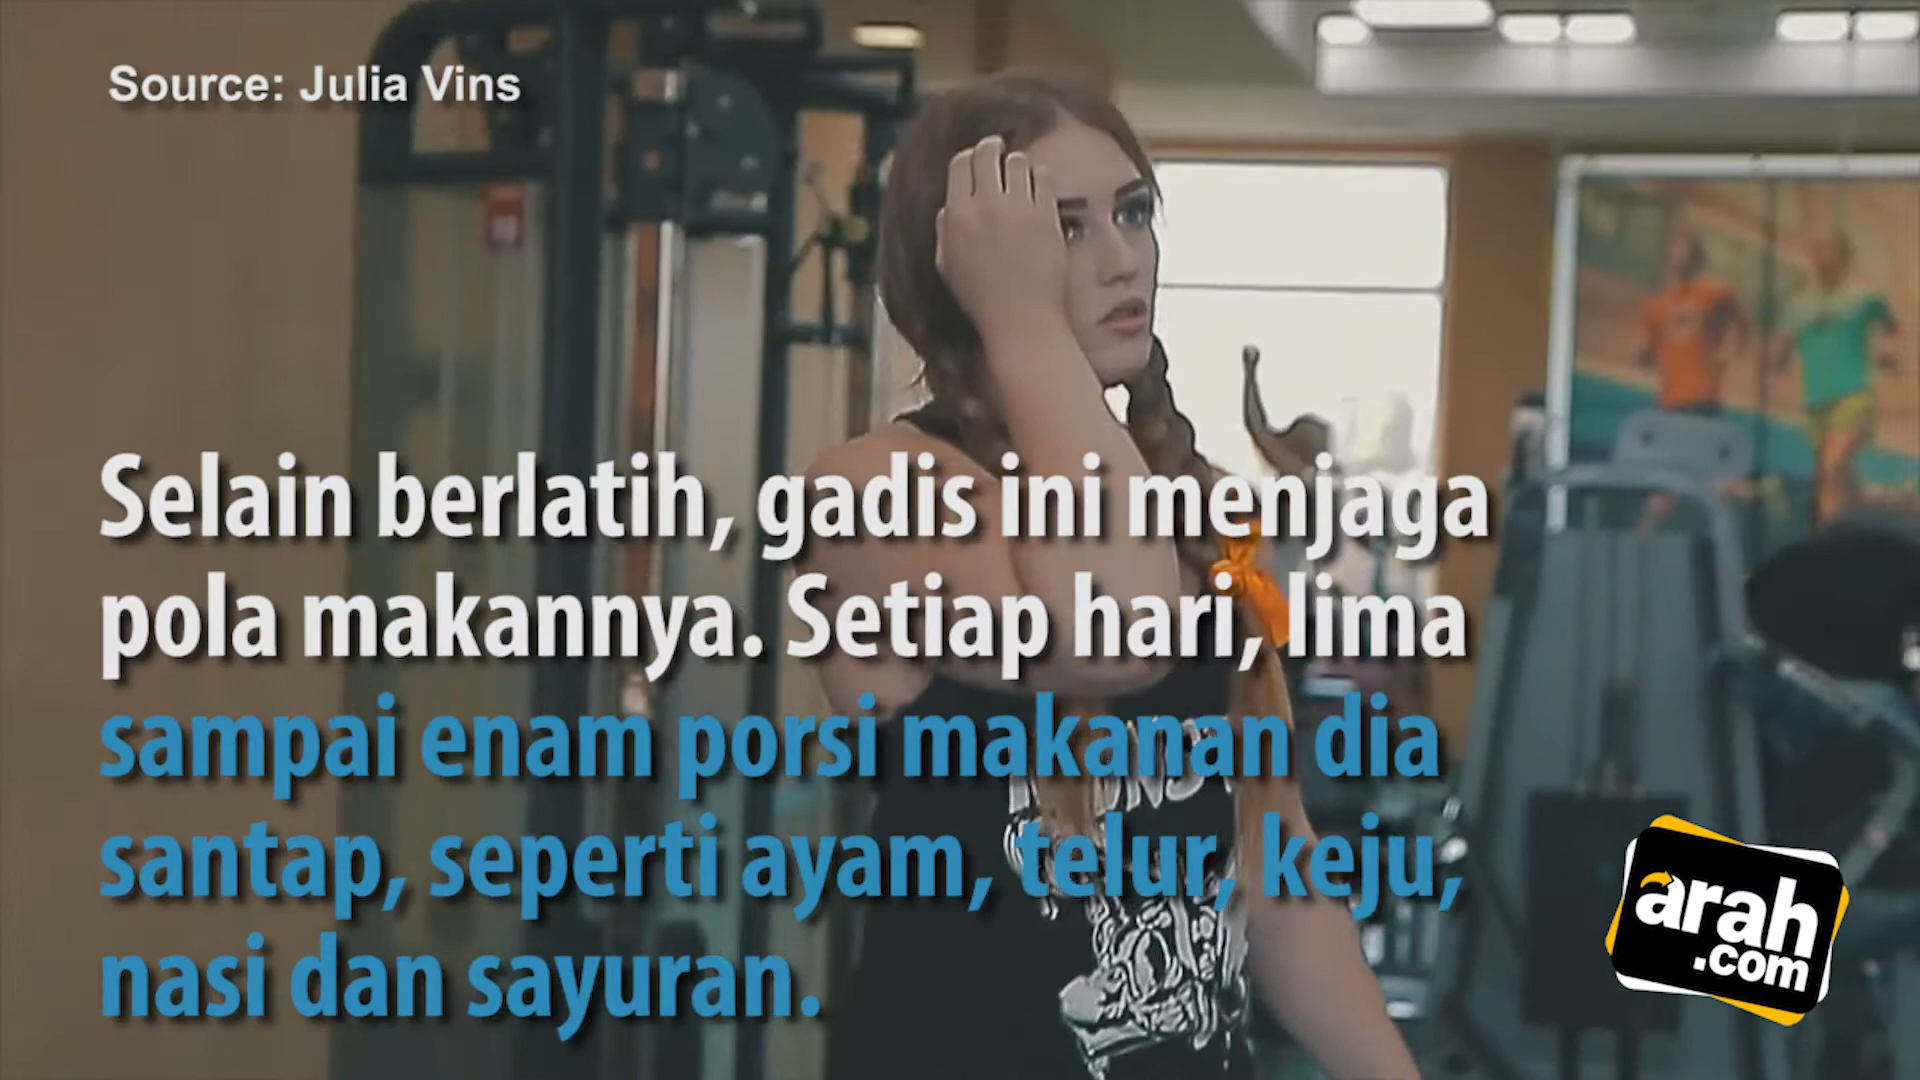 Source: Julia Vins
Selain berlatih, gadis ini menjaga
pola makannya. Setiap hari, lima
sampai enam porsi makanan dia
santap, seperti ayam, telur, keju,
nasi dan sayuran.
arah
.com